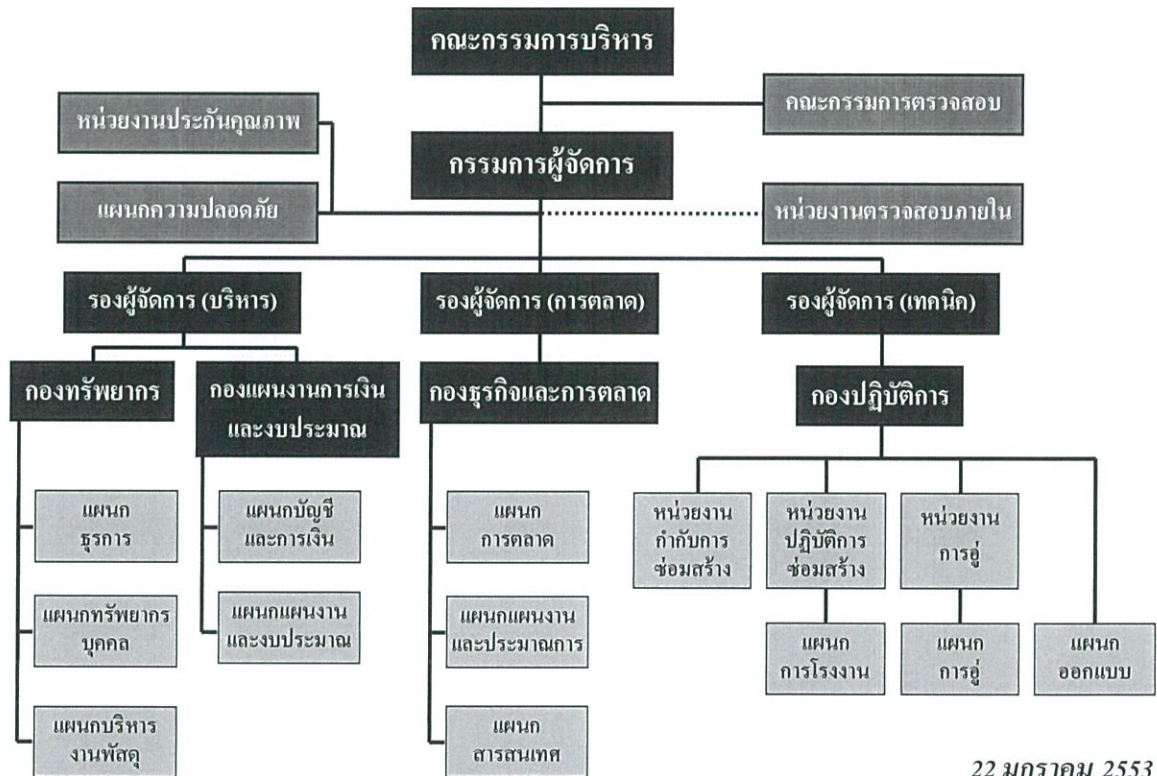 คณะกรรมการบริหาร
คณะกรรมการตรวจสอบ
หน่วยงานประกันคุณภาพ
กรรมการผู้จัดการ
แผนกความปลอดภัย
หน่วยงานตรวจสอบภายใน
รองผู้จัดการ (บริหาร)
รองผู้จัดการ (การตลาด)
รองผู้จัดการ (เทคนิค)
กองทรัพยากร
กองแผนงานการเงิน
และงบประมาณ
กองธุรกิจและการตลาด
กองปฏิบัติการ
แผนก
ธุรการ
แผนกบัญชี
และการเงิน
แผนก
การตลาด
หน่วยงาน
กำกับการ
ซ่อมสร้าง
หน่วยงาน
ปฏิบัติการ
ซ่อมสร้าง
หน่วยงาน
การอู่
แผนกทรัพยากร
บุคคล
แผนกแผนงาน
และงบประมาณ
แผนกแผนงาน
และประมาณการ
แผนก
การโรงงาน
แผนก
การอู่
แผนก
ออกแบบ
แผนกบริหาร
งานพัสดุ
แผนก
สารสนเทศ
22 มกราคม 2553